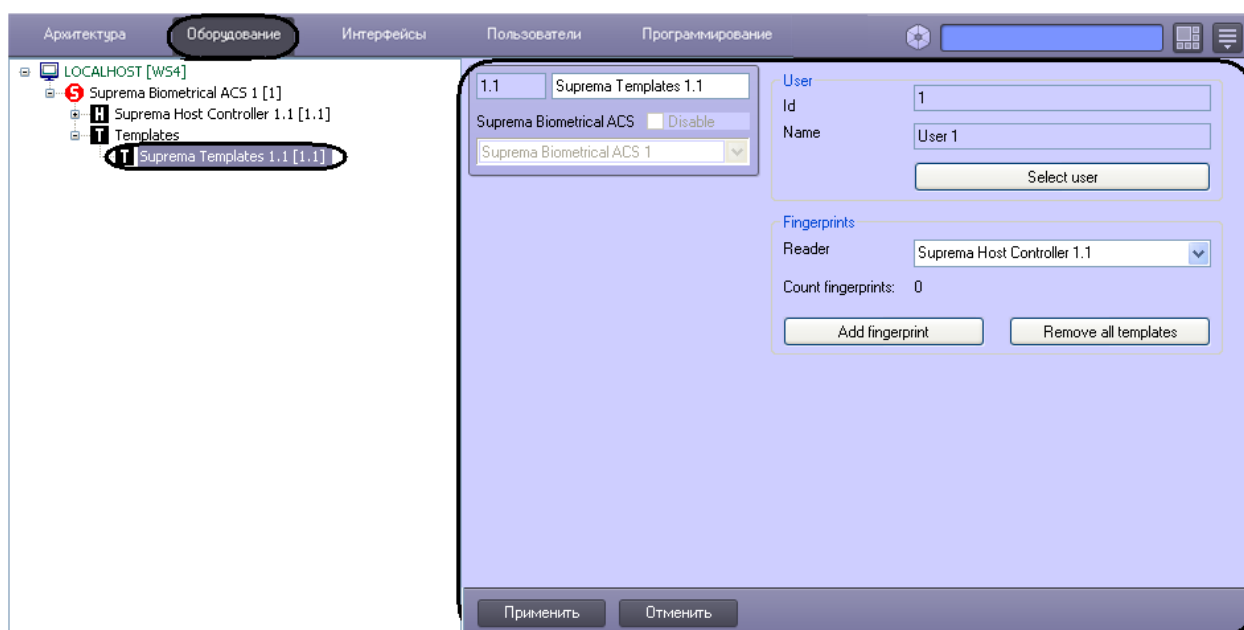 Архитектура Оборудование Интерфейсы Пользователи Программирование
LOCALHOST [WS4]
Suprema Biometrical ACS 1 [1]
H Suprema Host Controller 1.1 [1.1]
T Templates
T Suprema Templates 1.1 [1.1]
1.1 Suprema Templates 1.1
Suprema Biometrical ACS Disable
Suprema Biometrical ACS 1
User
Id 1
Name User 1
Select user
Fingerprints
Reader Suprema Host Controller 1.1
Count fingerprints: 0
Add fingerprint Remove all templates
Применить Отменить